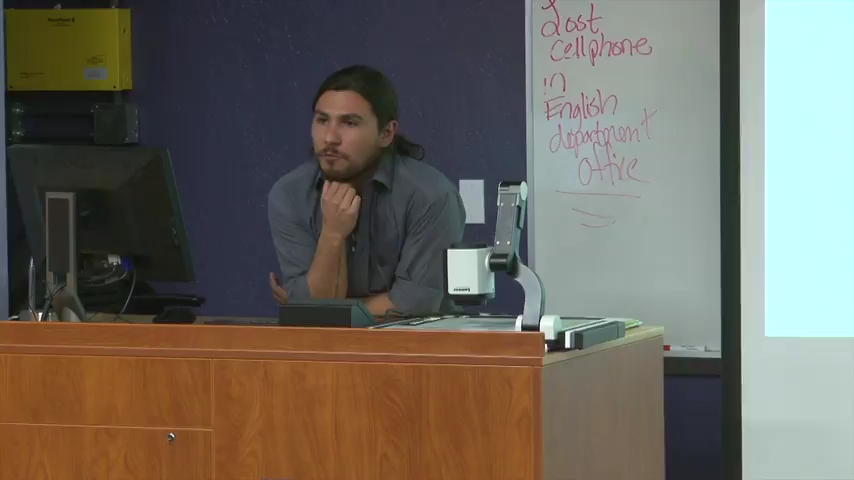 Lost
cellphone
in
English
department
Office